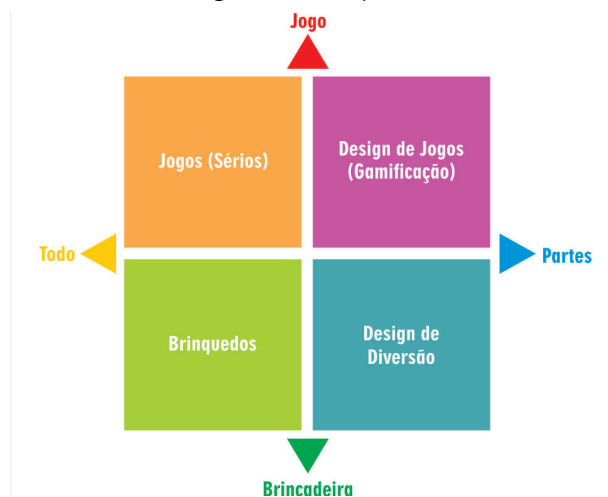 Jogo
Jogos (Sérios)
Design de Jogos
(Gamificação)
Todo
Partes
Brinquedos
Design de
Diversão
Brincadeira